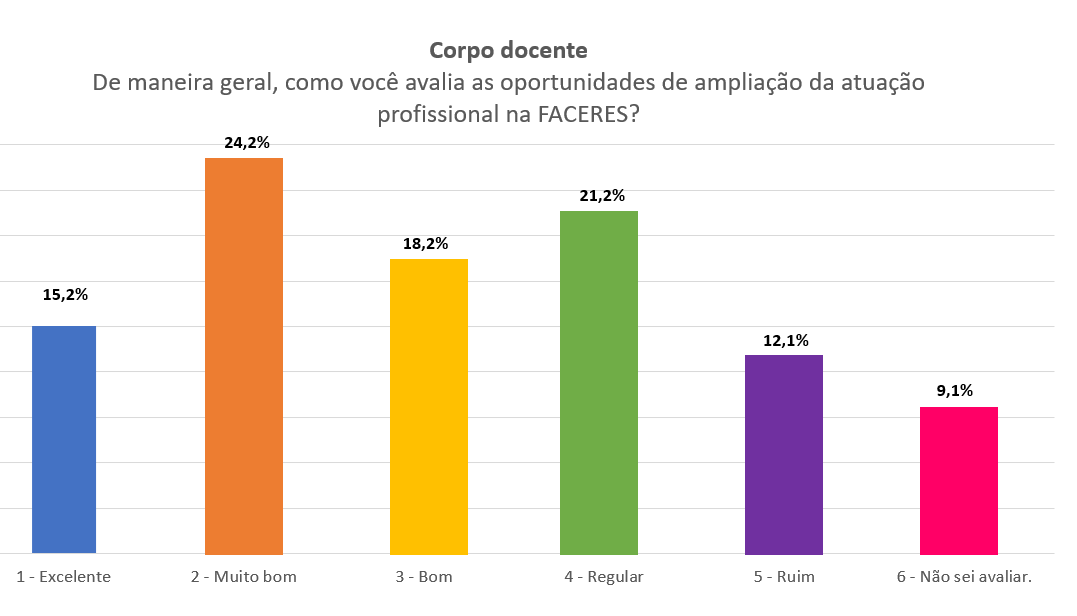 Corpo docente
De maneira geral, como você avalia as oportunidades de ampliação da atuação
profissional na FACERES?
24,2%
21,2%
18,2%
15,2%
12,1%
9,1%
1 - Excelente
2 - Muito bom
3 - Bom
4 - Regular
5 - Ruim
6 - Não sei avaliar.